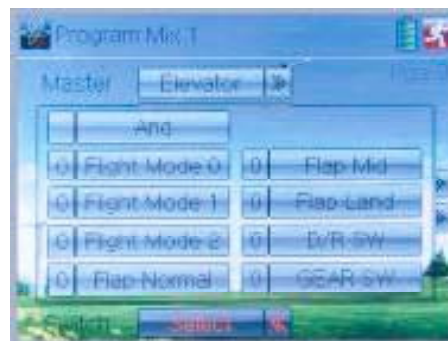 Program Mix 1
Master Elevator
And
0 Flight Mode 0 0 Flap Mid
0 Flight Mode 1 0 Flap Land
0 Flight Mode 2 0 D/R SW
0 Flap Normal 0 GEAR SW
Switch Select